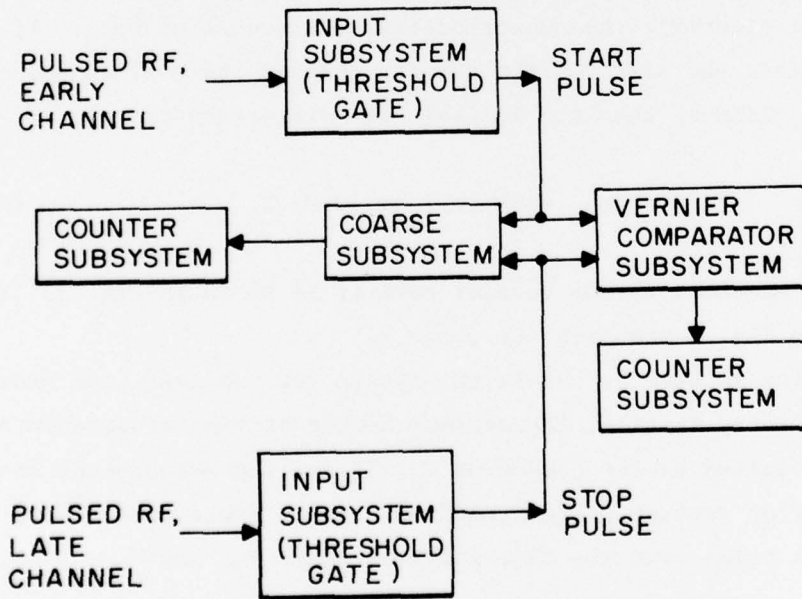 PULSED RF,
EARLY
CHANNEL
INPUT
SUBSYSTEM
(THRESHOLD
GATE)
START
PULSE
COUNTER
SUBSYSTEM
COARSE
SUBSYSTEM
VERNIER
COMPARATOR
SUBSYSTEM
COUNTER
SUBSYSTEM
PULSED RF,
LATE
CHANNEL
INPUT
SUBSYSTEM
(THRESHOLD
GATE)
STOP
PULSE